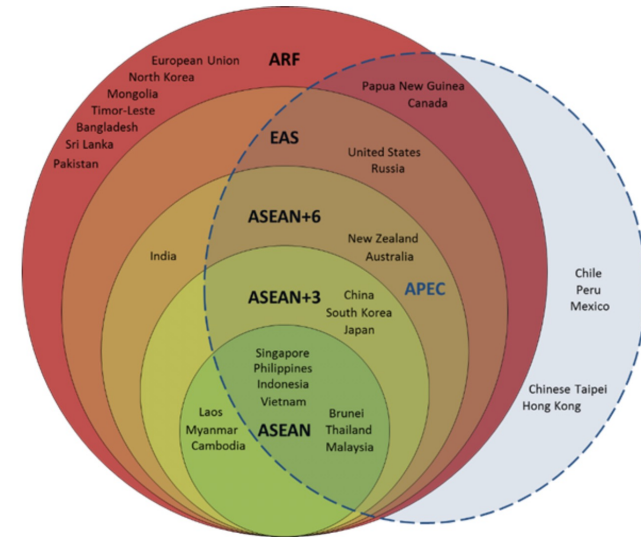 European Union
ARF
North Korea
Mongolia
Timor-Leste
Bangladesh
Sri Lanka
Pakistan
Papua New Guinea
Canada
EAS
United States
Russia
ASEAN+6
New Zealand
Australia
India
APEC
Chile
Peru
Mexico
ASEAN+3
China
South Korea
Japan
Singapore
Philippines
Indonesia
Vietnam
Chinese Taipei
Hong Kong
Laos
Myanmar
Cambodia
ASEAN
Brunei
Thailand
Malaysia